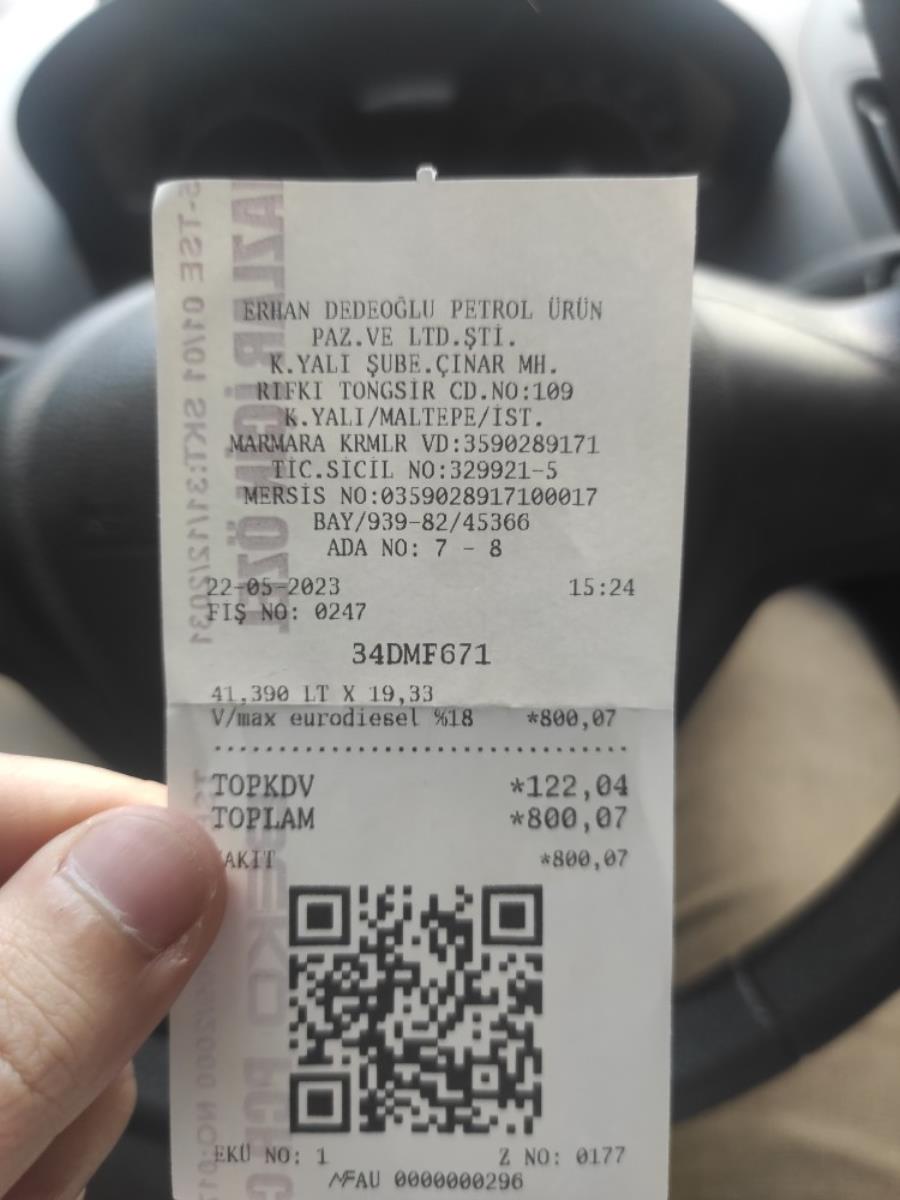 ERHAN DEDEOĞLU PETROL ÜRÜN
PAZ.VE LTD.ŞTİ.
K.YALI ŞUBE.ÇINAR MH.
RIFKI TONGSİR CD.NO:109
K.YALI/MALTEPE/İST.
MARMARA KRMLR VD:3590289171
TİC.SİCİL NO:329921-5
MERSİS NO:0359028917100017
BAY/939-82/45366
ADA NO: 7 - 8
22-05-2023 15:24
FİŞ NO: 0247
34DMF671
41,390 LT X 19,33
V/max eurodiesel %18 *800,07
TOPKDV *122,04
TOPLAM *800,07
AKIT *800,07
EKÜ NO: 1 Z NO: 0177
MFAU 0000000296